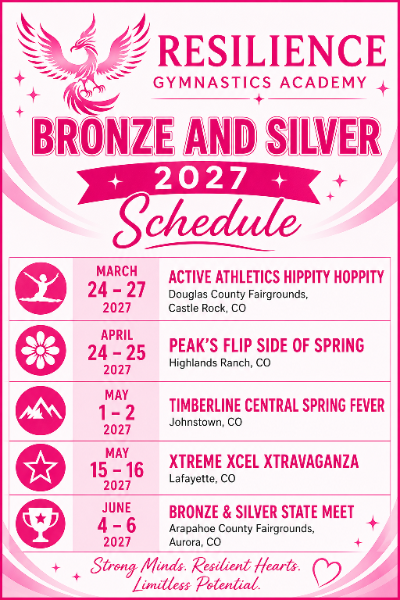 RESILIENCE
GYMNASTICS ACADEMY
BRONZE AND SILVER
2027
Schedule
MARCH
24 – 27
2027
ACTIVE ATHLETICS HIPPITY HOPPITY
Douglas County Fairgrounds,
Castle Rock, CO
APRIL
24 – 25
2027
PEAK'S FLIP SIDE OF SPRING
Highlands Ranch, CO
MAY
1 – 2
2027
TIMBERLINE CENTRAL SPRING FEVER
Johnstown, CO
MAY
15 – 16
2027
XTREME XCEL XTRAVAGANZA
Lafayette, CO
JUNE
4 – 6
2027
BRONZE & SILVER STATE MEET
Arapahoe County Fairgrounds,
Aurora, CO
Strong Minds. Resilient Hearts.
Limitless Potential.